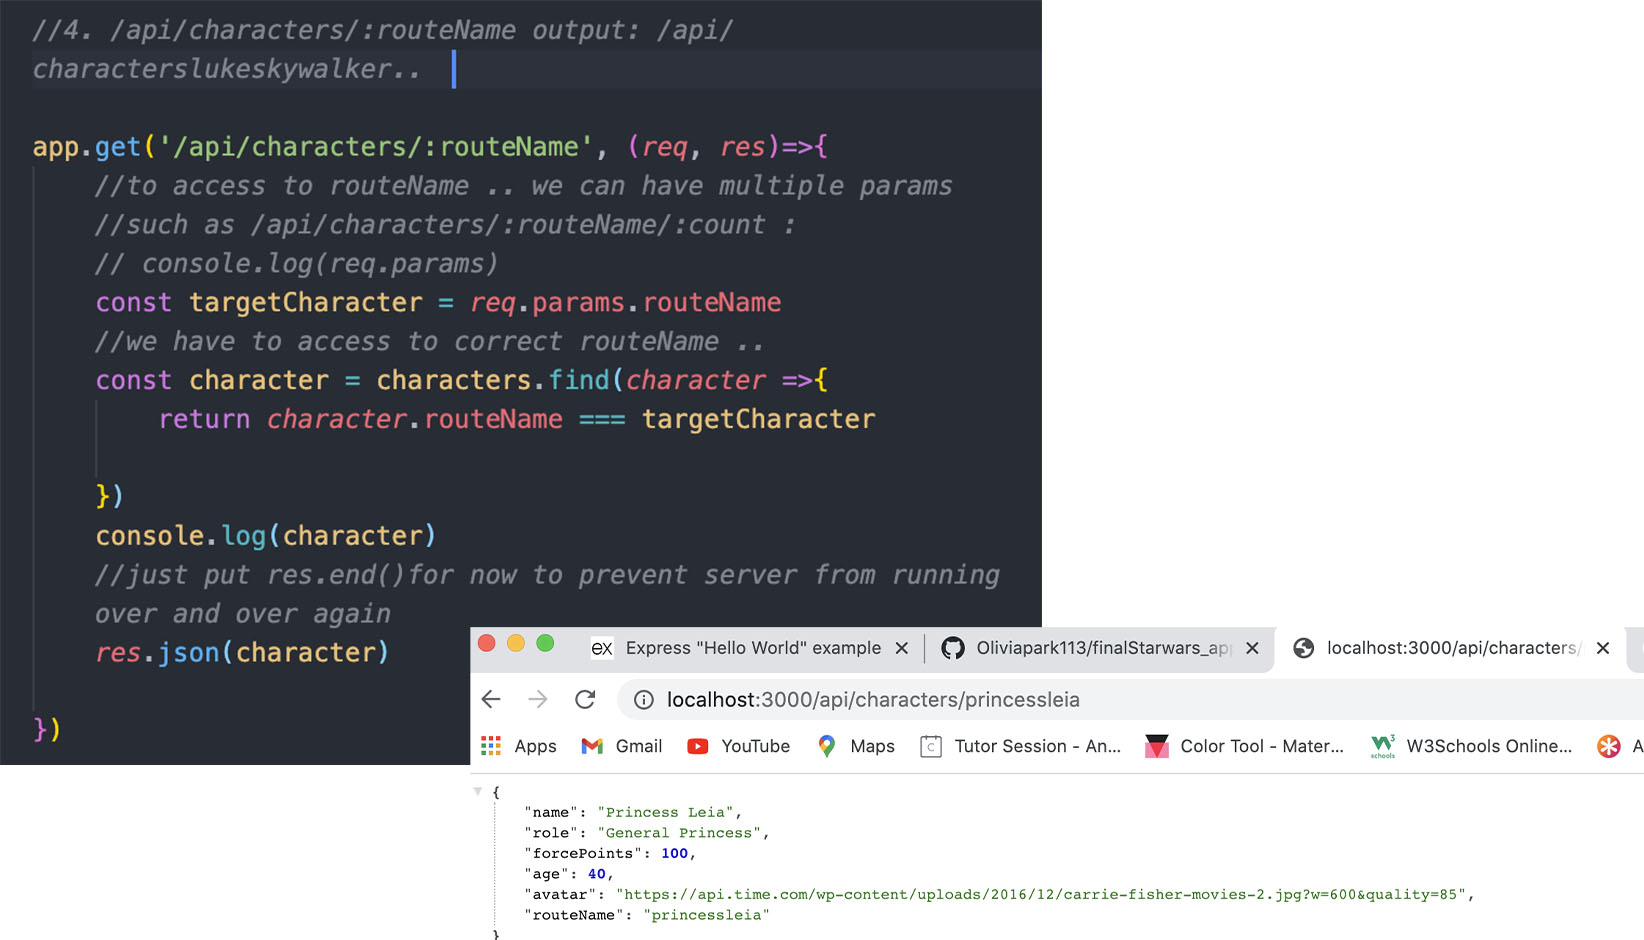 //4. /api/characters/:routeName output: /api/
characterslukeskywalker..
app.get('/api/characters/:routeName', (req, res)=>{
//to access to routeName .. we can have multiple params
//such as /api/characters/:routeName/:count :
// console.log(req.params)
const targetCharacter = req.params.routeName
//we have to access to correct routeName ..
const character = characters.find(character =>{
return character.routeName === targetCharacter
})
console.log(character)
//just put res.end()for now to prevent server from running
over and over again
res.json(character)
})
ex Express "Hello World" example Oliviapark113/finalStarwars_app localhost:3000/api/characters/
localhost:3000/api/characters/princessleia
Apps Gmail YouTube Maps C Tutor Session - An... Color Tool - Mater... W3 schools W3Schools Online... A
{
"name": "Princess Leia",
"role": "General Princess",
"forcePoints": 100,
"age": 40,
"avatar": "https://api.time.com/wp-content/uploads/2016/12/carrie-fisher-movies-2.jpg?w=600&quality=85",
"routeName": "princessleia"
}